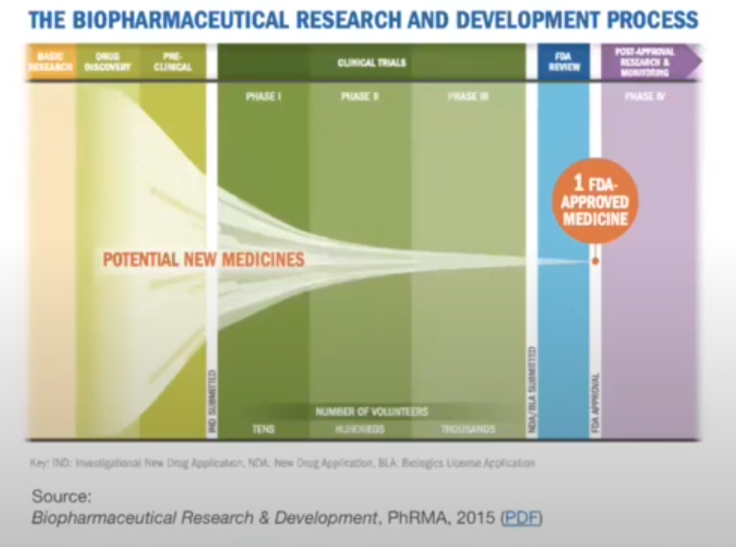 THE BIOPHARMACEUTICAL RESEARCH AND DEVELOPMENT PROCESS
BASIC
RESEARCH
DRUG
DISCOVERY
PRE-
CLINICAL
CLINICAL TRIALS
FDA
REVIEW
POST-APPROVAL
RESEARCH &
MONITORING
PHASE I
PHASE II
PHASE III
PHASE IV
1 FDA-
APPROVED
MEDICINE
POTENTIAL NEW MEDICINES
IND SUBMITTED
NDA/BLA SUBMITTED
FDA APPROVAL
NUMBER OF VOLUNTEERS
TENS
HUNDREDS
THOUSANDS
Key: IND: Investigational New Drug Application, NDA: New Drug Application, BLA: Biologics License Application
Source:
Biopharmaceutical Research & Development, PhRMA, 2015 (PDF)